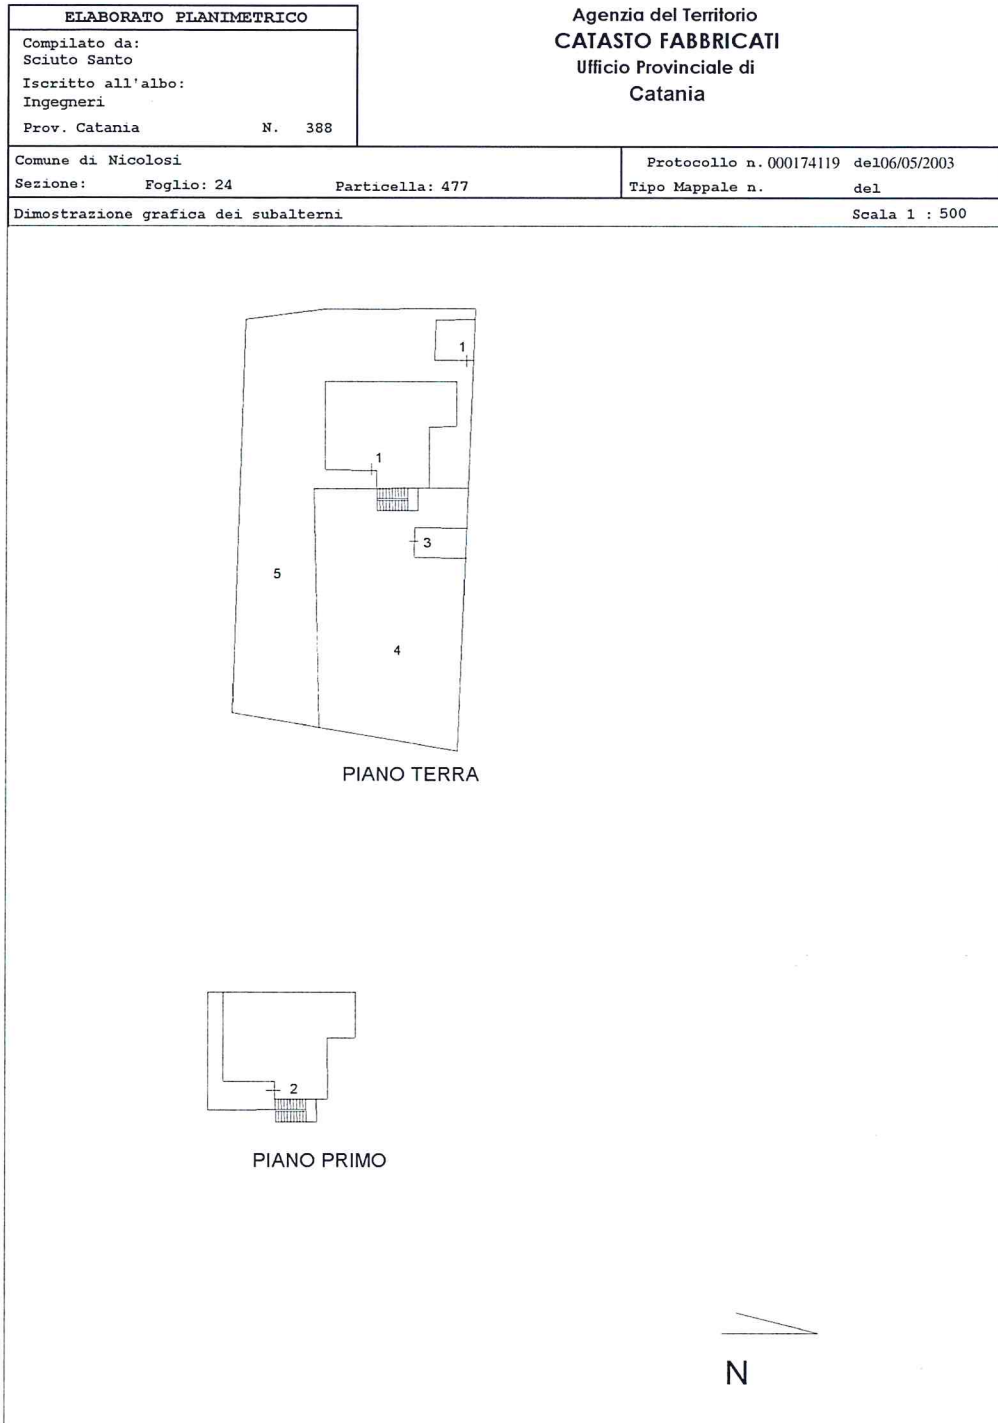 ELABORATO PLANIMETRICO
Compilato da:
Sciuto Santo
Iscritto all'albo:
Ingegneri
Prov. Catania N. 388
Agenzia del Territorio
CATASTO FABBRICATI
Ufficio Provinciale di
Catania
Comune di Nicolosi
Sezione: Foglio: 24 Particella: 477
Protocollo n. 000174119 del06/05/2003
Tipo Mappale n. del
Dimostrazione grafica dei subalterni Scala 1 : 500
1
1
3
5
4
PIANO TERRA
2
PIANO PRIMO
N